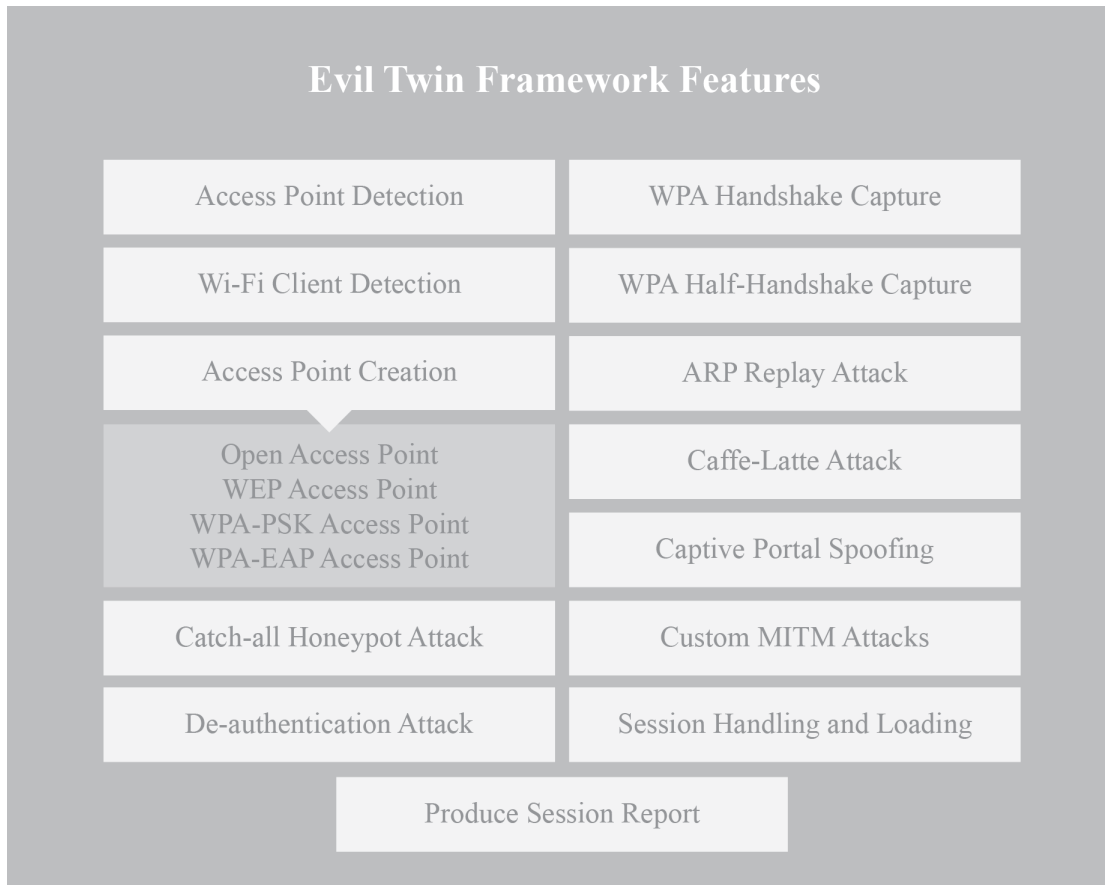 Evil Twin Framework Features
Access Point Detection
Wi-Fi Client Detection
Access Point Creation
Open Access Point
WEP Access Point
WPA-PSK Access Point
WPA-EAP Access Point
Catch-all Honeypot Attack
De-authentication Attack
WPA Handshake Capture
WPA Half-Handshake Capture
ARP Replay Attack
Caffe-Latte Attack
Captive Portal Spoofing
Custom MITM Attacks
Session Handling and Loading
Produce Session Report